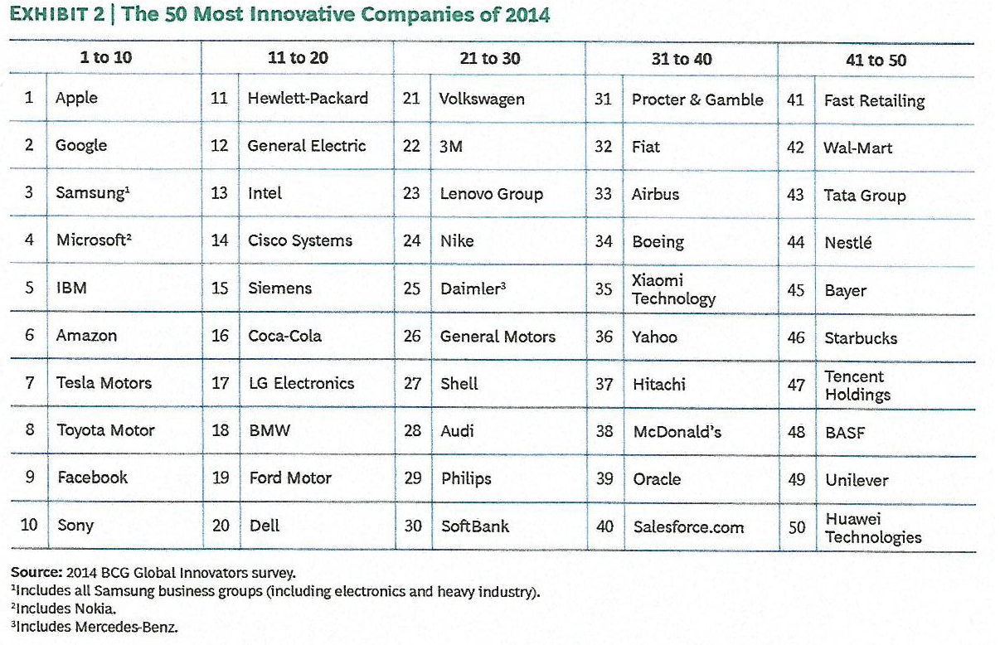 EXHIBIT 2 | The 50 Most Innovative Companies of 2014
1 to 10 11 to 20 21 to 30 31 to 40 41 to 50
1 Apple 11 Hewlett-Packard 21 Volkswagen 31 Procter & Gamble 41 Fast Retailing
2 Google 12 General Electric 22 3M 32 Fiat 42 Wal-Mart
3 Samsung¹ 13 Intel 23 Lenovo Group 33 Airbus 43 Tata Group
4 Microsoft² 14 Cisco Systems 24 Nike 34 Boeing 44 Nestlé
5 IBM 15 Siemens 25 Daimler³ 35 Xiaomi Technology 45 Bayer
6 Amazon 16 Coca-Cola 26 General Motors 36 Yahoo 46 Starbucks
7 Tesla Motors 17 LG Electronics 27 Shell 37 Hitachi 47 Tencent Holdings
8 Toyota Motor 18 BMW 28 Audi 38 McDonald's 48 BASF
9 Facebook 19 Ford Motor 29 Philips 39 Oracle 49 Unilever
10 Sony 20 Dell 30 SoftBank 40 Salesforce.com 50 Huawei Technologies
Source: 2014 BCG Global Innovators survey.
¹Includes all Samsung business groups (including electronics and heavy industry).
²Includes Nokia.
³Includes Mercedes-Benz.